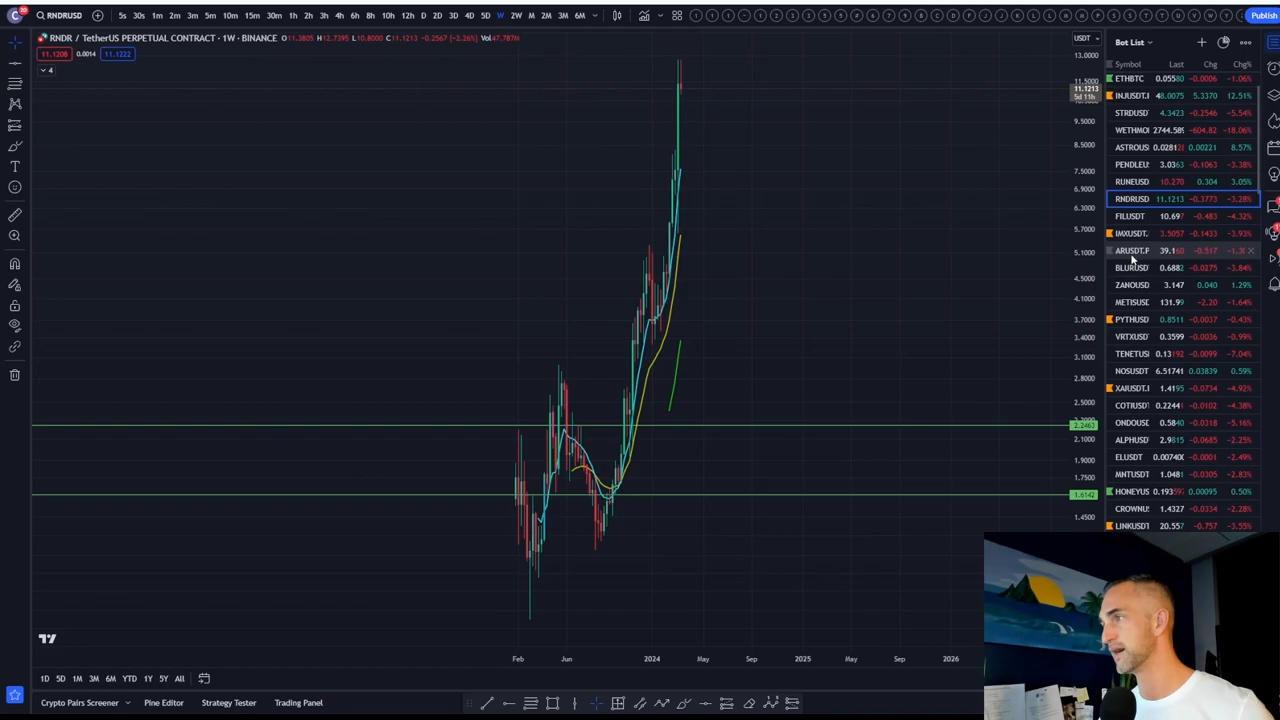 RNDRUSD
5s 30s 1m 2m 3m 5m 10m 15m 30m 1h 2h 3h 4h 6h 8h 10h 12h D 2D 3D 4D 5D W 2W M 2M 3M 6M
Publish
RNDR / TetherUS PERPETUAL CONTRACT · 1W · BINANCE O11.3805 H12.7395 L10.8000 C11.1213 −0.2567 (−2.26%) Vol47.787M
11.1208 0.0014 11.1222
4
USDT
13.0000
11.5000
11.1213
5d 11h
9.5000
8.5000
7.5000
6.9000
6.3000
5.7000
5.1000
4.5000
4.1000
3.7000
3.4000
3.1000
2.8000
2.5000
2.2463
2.1000
1.9000
1.7500
1.6142
1.4500
Feb Jun 2024 May Sep 2025 May Sep 2026
1D 5D 1M 3M 6M YTD 1Y 5Y All
Crypto Pairs Screener Pine Editor Strategy Tester Trading Panel
Bot List
Symbol Last Chg Chg%
ETHBTC 0.05580 −0.0006 −1.06%
INJUSDT.I 48.0075 5.3370 12.51%
STRDUSD 4.3423 −0.2546 −5.54%
WETHMOI 2744.589 −604.82 −18.06%
ASTROUS 0.028128 0.00221 8.57%
PENDLEU: 3.0363 −0.1063 −3.38%
RUNEUSD 10.270 0.304 3.05%
RNDRUSD 11.1213 −0.3773 −3.28%
FILUSDT 10.697 −0.483 −4.32%
IMXUSDT. 3.5057 −0.1433 −3.93%
ARUSDT.P 39.160 −0.517
BLURUSD 0.6882 −0.0275 −3.84%
ZANOUSD 3.147 0.040 1.29%
METISUSD 131.99 −2.20 −1.64%
PYTHUSD 0.8511 −0.0037 −0.43%
VRTXUSD 0.3599 −0.0036 −0.99%
TENETUS 0.13192 −0.0099 −7.04%
NOSUSDT 6.51741 0.03839 0.59%
XAIUSDT.I 1.4195 −0.0734 −4.92%
COTIUSDT 0.22441 −0.0102 −4.38%
ONDOUSD 0.5840 −0.0318 −5.16%
ALPHUSD 2.9815 −0.0685 −2.25%
ELUSDT 0.00740 −0.0001 −2.49%
MNTUSDT 1.0481 −0.0305 −2.83%
HONEYUS 0.193597 0.00095 0.50%
CROWNU: 1.4327 −0.0334 −2.28%
LINKUSDT 20.557 −0.757 −3.55%